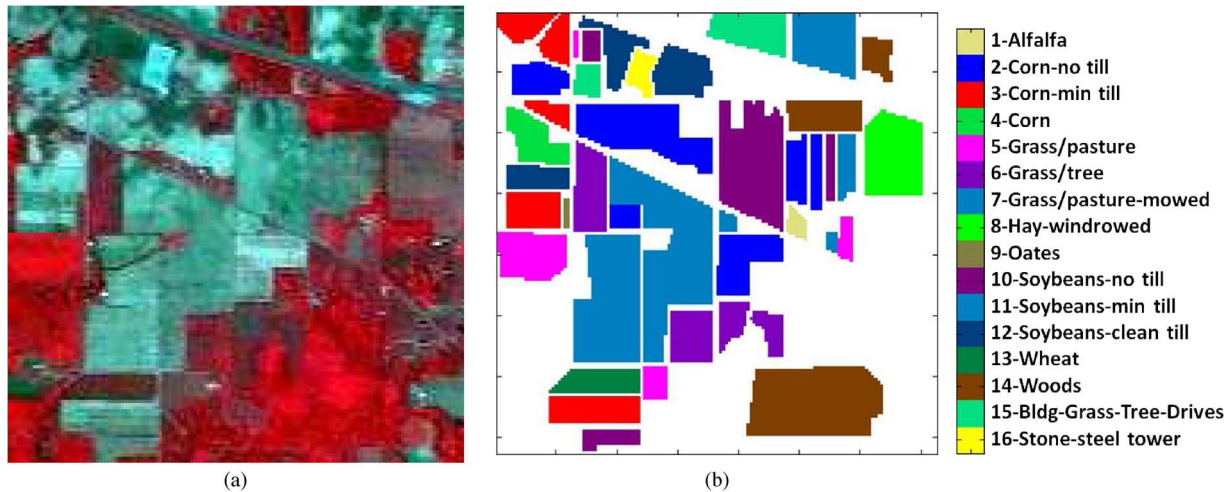 1-Alfalfa
2-Corn-no till
3-Corn-min till
4-Corn
5-Grass/pasture
6-Grass/tree
7-Grass/pasture-mowed
8-Hay-windrowed
9-Oates
10-Soybeans-no till
11-Soybeans-min till
12-Soybeans-clean till
13-Wheat
14-Woods
15-Bldg-Grass-Tree-Drives
16-Stone-steel tower
(a)
(b)